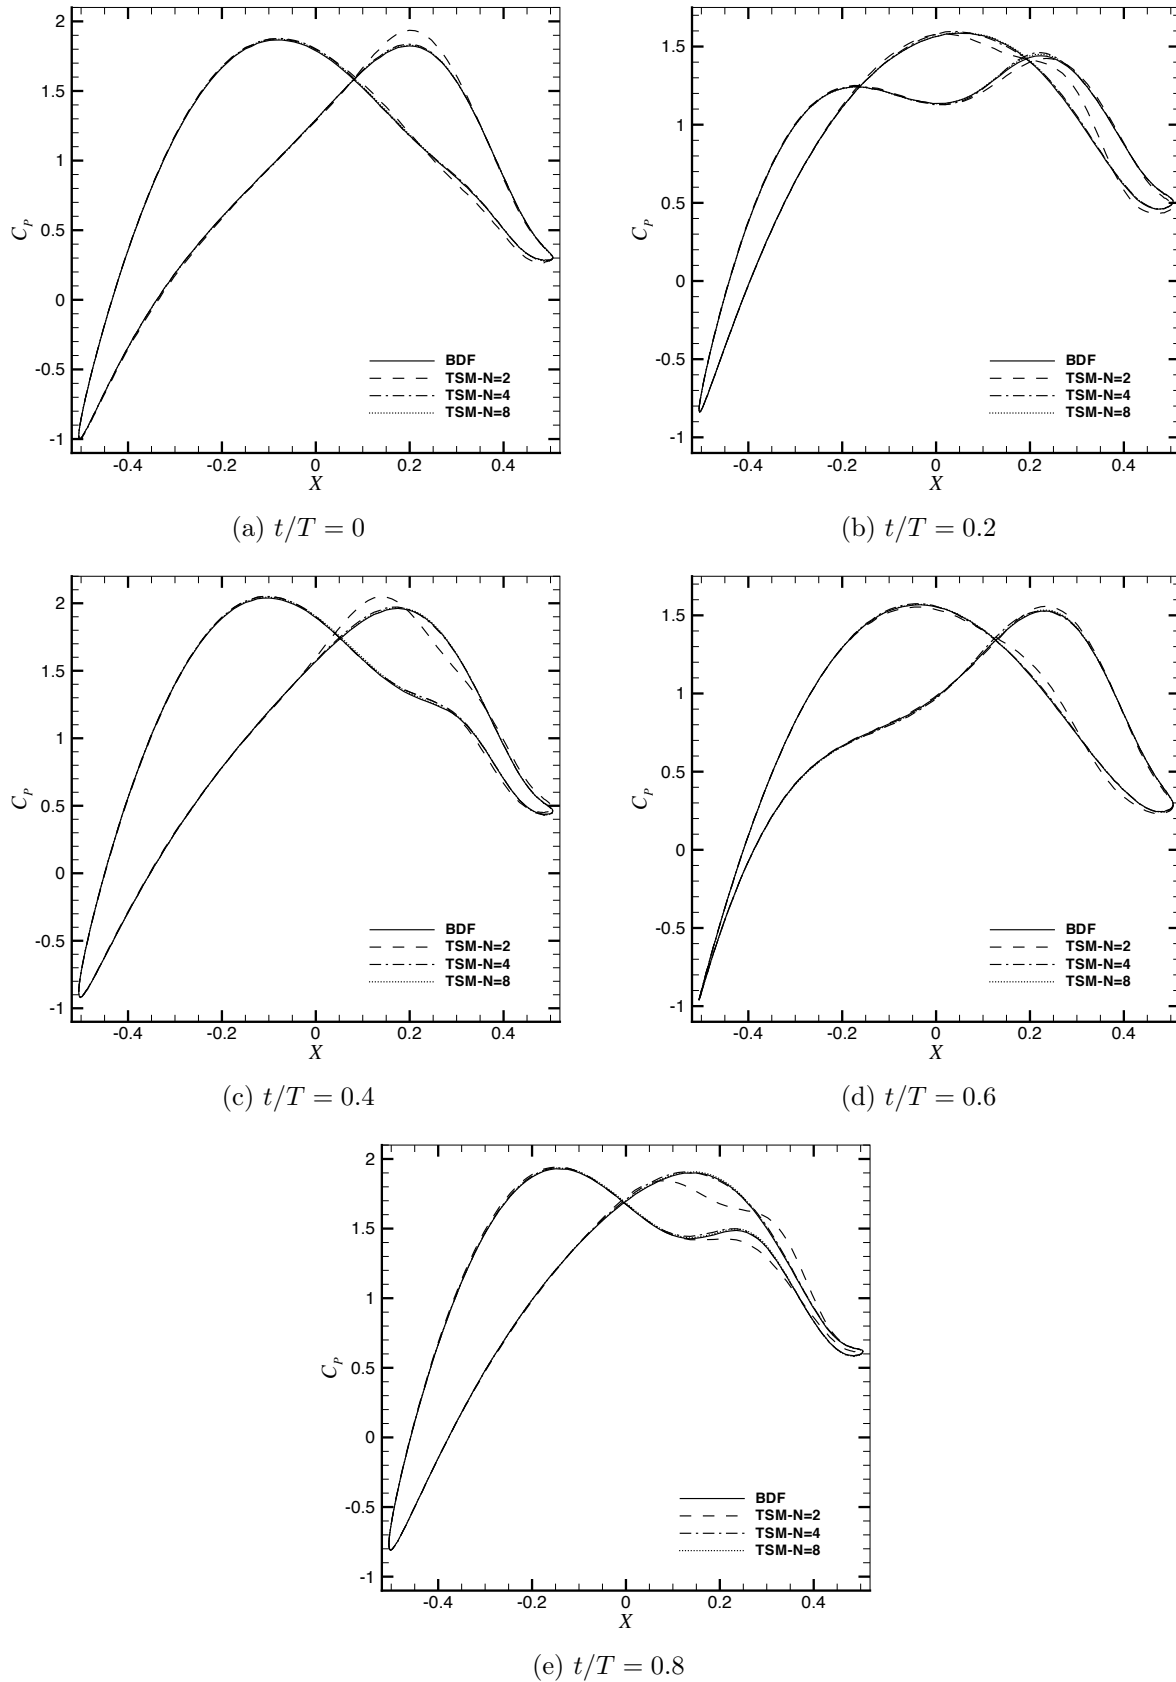 2
1.5
1
0.5
0
-0.5
-1
C_P
-0.4 -0.2 0 0.2 0.4
X
BDF
TSM-N=2
TSM-N=4
TSM-N=8
(a) t/T = 0
1.5
1
0.5
0
-0.5
-1
C_P
-0.4 -0.2 0 0.2 0.4
X
BDF
TSM-N=2
TSM-N=4
TSM-N=8
(b) t/T = 0.2
2
1.5
1
0.5
0
-0.5
-1
C_P
-0.4 -0.2 0 0.2 0.4
X
BDF
TSM-N=2
TSM-N=4
TSM-N=8
(c) t/T = 0.4
1.5
1
0.5
0
-0.5
-1
C_P
-0.4 -0.2 0 0.2 0.4
X
BDF
TSM-N=2
TSM-N=4
TSM-N=8
(d) t/T = 0.6
2
1.5
1
0.5
0
-0.5
-1
C_P
-0.4 -0.2 0 0.2 0.4
X
BDF
TSM-N=2
TSM-N=4
TSM-N=8
(e) t/T = 0.8